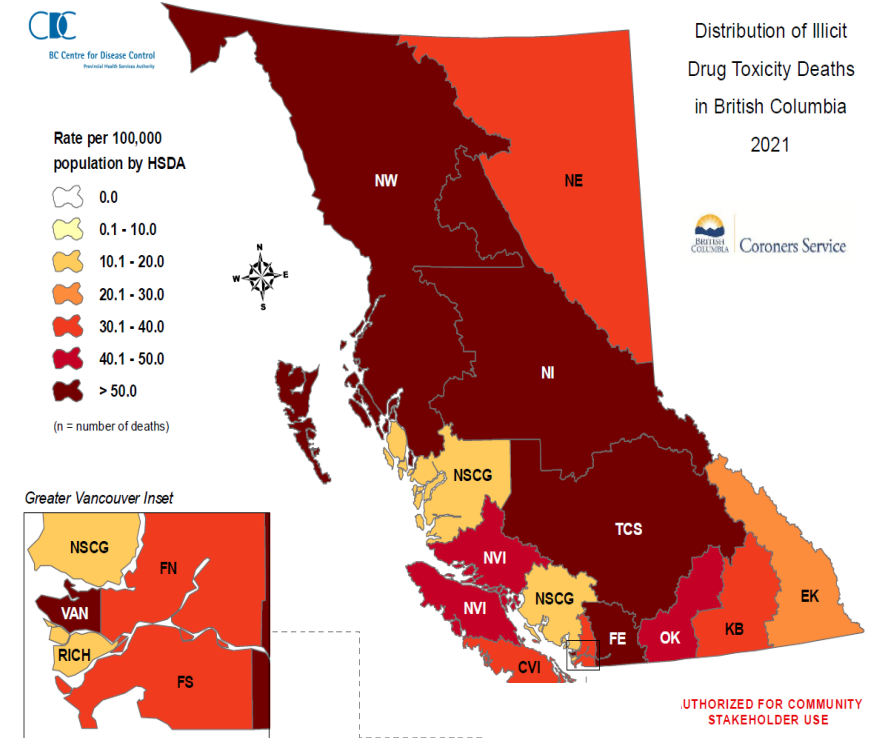 CDC
BC Centre for Disease Control
Provincial Health Services Authority
Distribution of Illicit
Drug Toxicity Deaths
in British Columbia
2021
Rate per 100,000
population by HSDA
0.0
0.1 - 10.0
10.1 - 20.0
20.1 - 30.0
30.1 - 40.0
40.1 - 50.0
> 50.0
(n = number of deaths)
N
W
E
S
BRITISH
COLUMBIA
Coroners Service
NW
NE
NI
NSCG
TCS
NVI
NVI
NSCG
EK
KB
OK
FE
CVI
Greater Vancouver Inset
NSCG
FN
VAN
RICH
FS
UTHORIZED FOR COMMUNITY
STAKEHOLDER USE